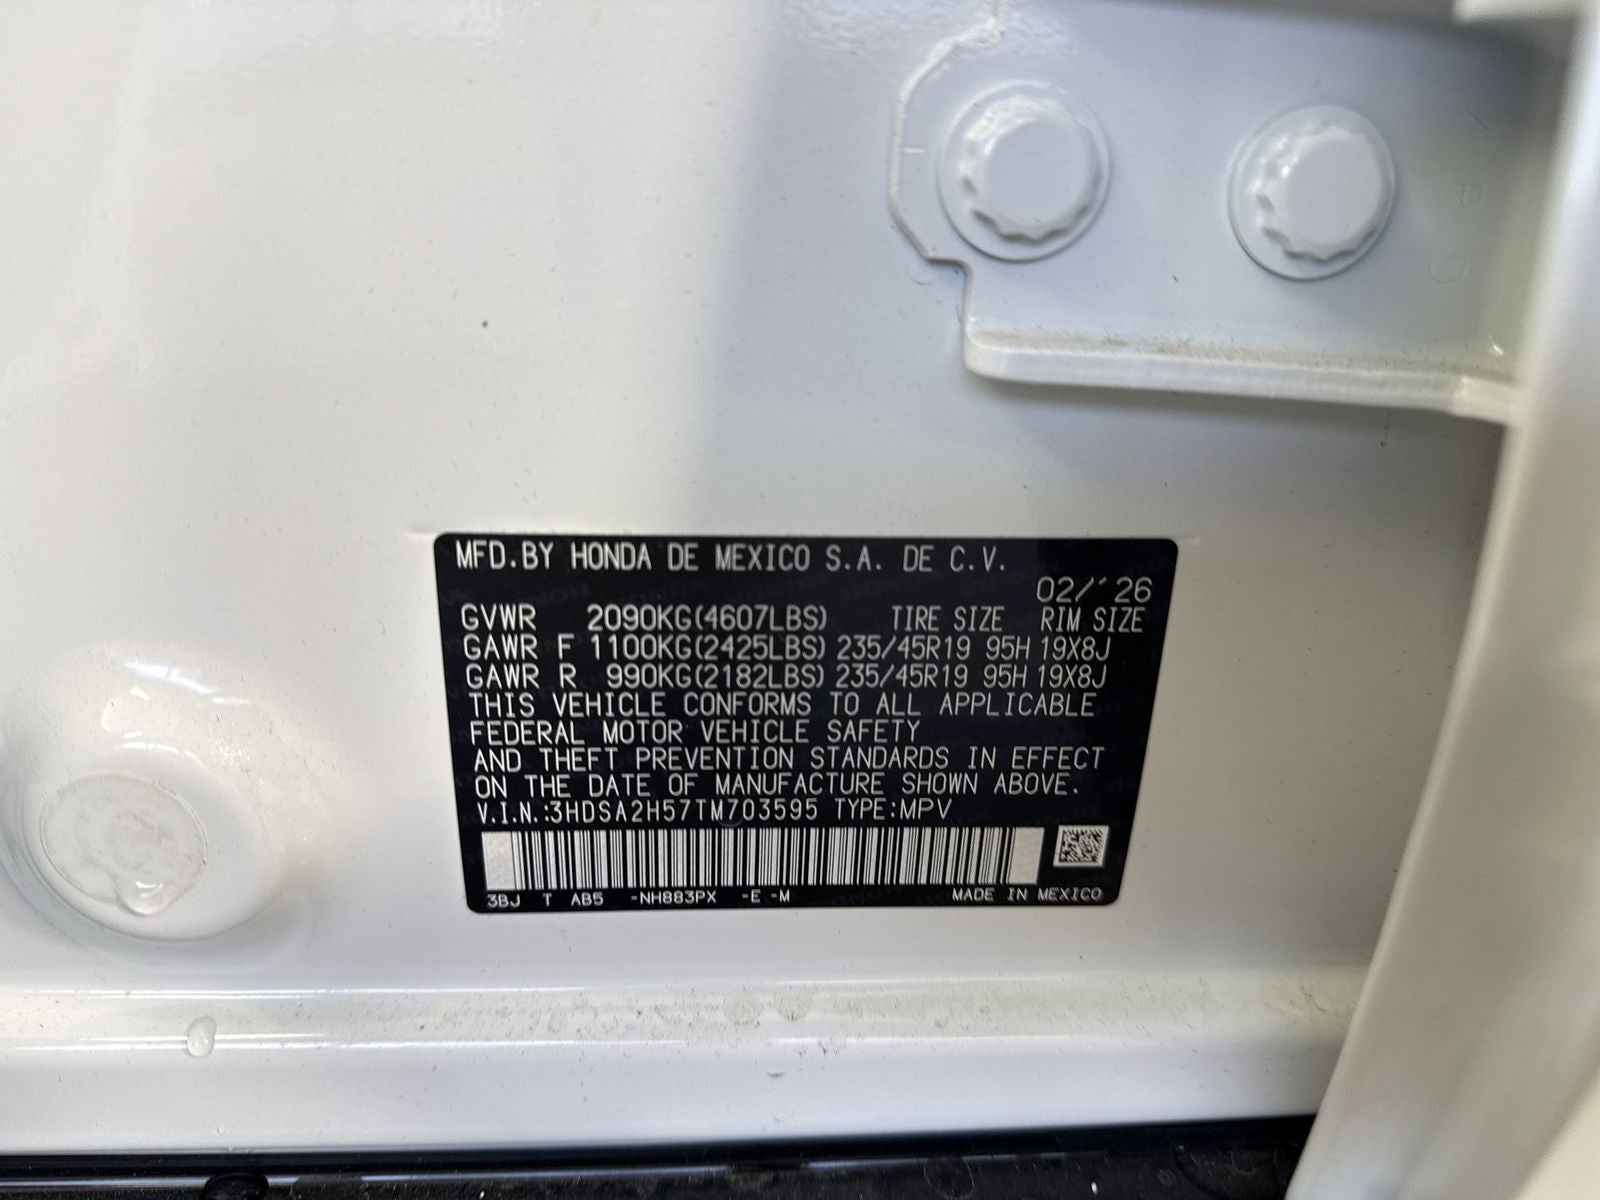 MFD.BY HONDA DE MEXICO S.A. DE C.V.
02/'26
GVWR 2090KG(4607LBS) TIRE SIZE RIM SIZE
GAWR F 1100KG(2425LBS) 235/45R19 95H 19X8J
GAWR R 990KG(2182LBS) 235/45R19 95H 19X8J
THIS VEHICLE CONFORMS TO ALL APPLICABLE
FEDERAL MOTOR VEHICLE SAFETY
AND THEFT PREVENTION STANDARDS IN EFFECT
ON THE DATE OF MANUFACTURE SHOWN ABOVE.
V.I.N.:3HDSA2H57TM703595 TYPE:MPV
3BJ T AB5 -NH883PX -E -M MADE IN MEXICO